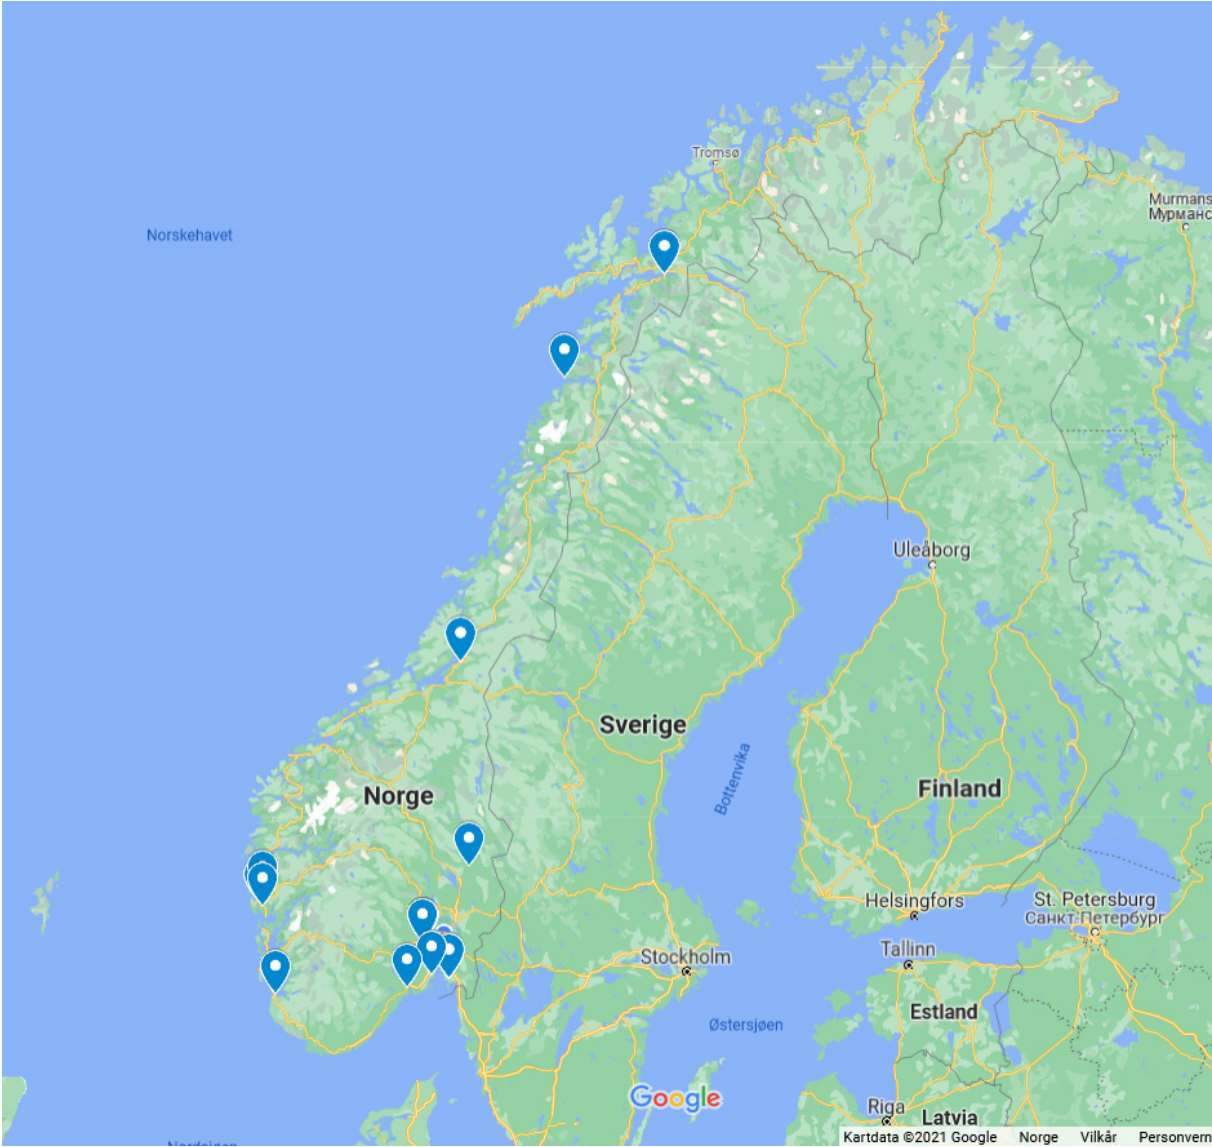 Tromsø
Murmans
Мурманс
Norskehavet
Uleåborg
Sverige
Bottenvika
Norge
Finland
Helsingfors
St. Petersburg
Санкт-Петербург
Stockholm
Tallinn
Estland
Østersjøen
Google
Riga
Latvia
Nordsjøen
Kartdata ©2021 Google Norge Vilkår Personvern